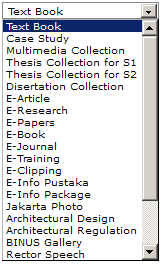 Text Book
Text Book
Case Study
Multimedia Collection
Thesis Collection for S1
Thesis Collection for S2
Disertation Collection
E-Article
E-Research
E-Papers
E-Book
E-Journal
E-Training
E-Clipping
E-Info Pustaka
E-Info Package
Jakarta Photo
Architectural Design
Architectural Regulation
BINUS Gallery
Rector Speech